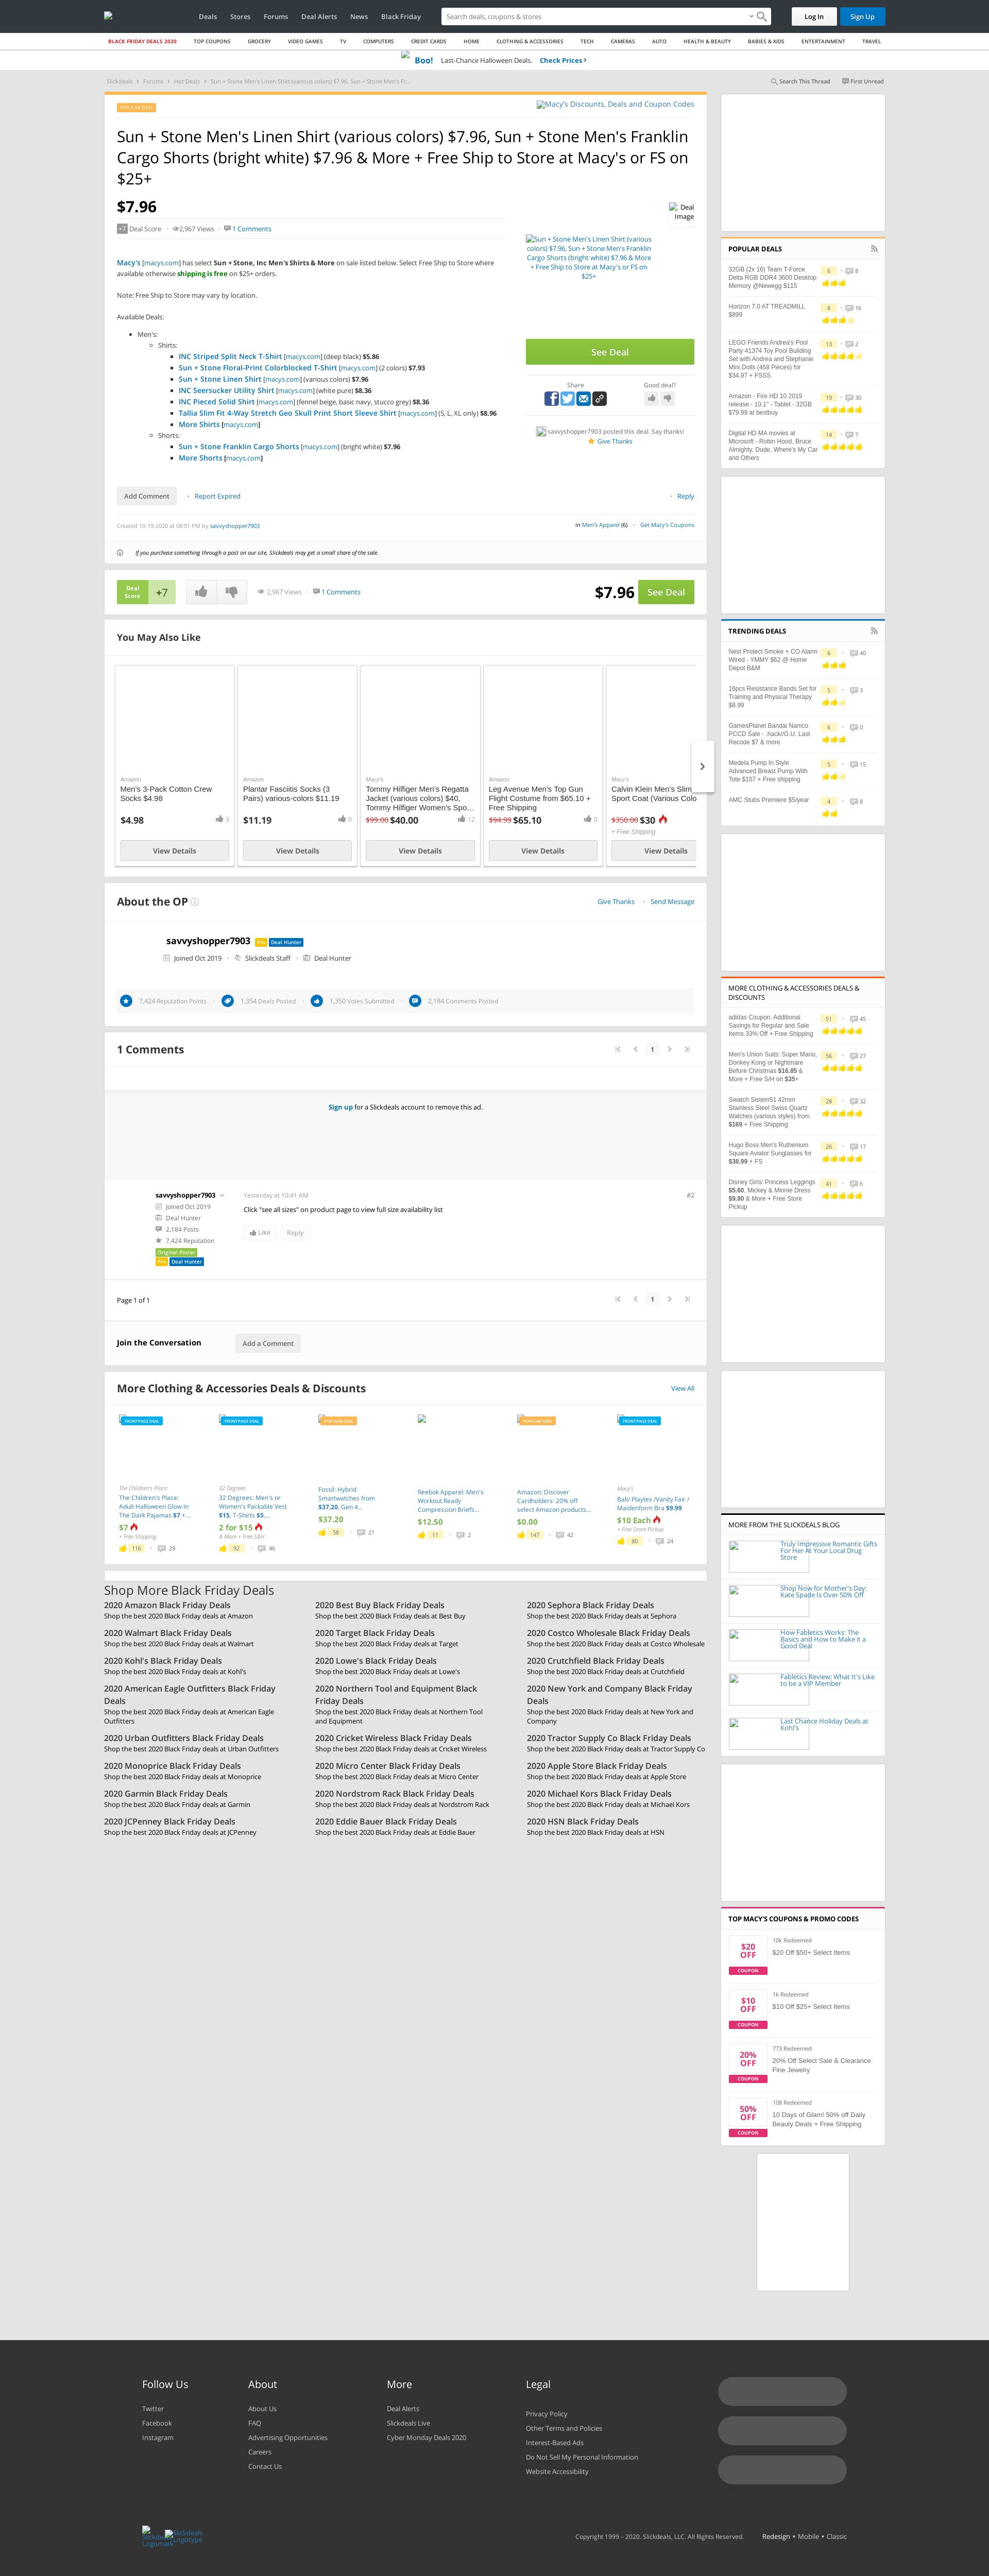 Deals Stores Forums Deal Alerts News Black Friday
Search deals, coupons & stores
Log In
Sign Up
BLACK FRIDAY DEALS 2020 TOP COUPONS GROCERY VIDEO GAMES TV COMPUTERS CREDIT CARDS HOME CLOTHING & ACCESSORIES TECH CAMERAS AUTO HEALTH & BEAUTY BABIES & KIDS ENTERTAINMENT TRAVEL
Boo! Last-Chance Halloween Deals. Check Prices
Slickdeals Forums Hot Deals Sun + Stone Men's Linen Shirt (various colors) $7.96, Sun + Stone Men's Fr...
Search This Thread First Unread
POPULAR DEAL
Macy's Discounts, Deals and Coupon Codes
Sun + Stone Men's Linen Shirt (various colors) $7.96, Sun + Stone Men's Franklin
Cargo Shorts (bright white) $7.96 & More + Free Ship to Store at Macy's or FS on
$25+
$7.96
+7 Deal Score • 2,967 Views • 1 Comments
Deal
Image
Sun + Stone Men's Linen Shirt (various
colors) $7.96, Sun + Stone Men's Franklin
Cargo Shorts (bright white) $7.96 & More
+ Free Ship to Store at Macy's or FS on
$25+
Macy's [macys.com] has select Sun + Stone, Inc Men's Shirts & More on sale listed below. Select Free Ship to Store where
available otherwise shipping is free on $25+ orders.
Note: Free Ship to Store may vary by location.
Available Deals:
Men's:
Shirts:
INC Striped Split Neck T-Shirt [macys.com] (deep black) $5.86
Sun + Stone Floral-Print Colorblocked T-Shirt [macys.com] (2 colors) $7.93
Sun + Stone Linen Shirt [macys.com] (various colors) $7.96
INC Seersucker Utility Shirt [macys.com] (white pure) $8.36
INC Pieced Solid Shirt [macys.com] (fennel beige, basic navy, stucco grey) $8.36
Tallia Slim Fit 4-Way Stretch Geo Skull Print Short Sleeve Shirt [macys.com] (S, L, XL only) $8.96
More Shirts [macys.com]
Shorts:
Sun + Stone Franklin Cargo Shorts [macys.com] (bright white) $7.96
More Shorts [macys.com]
See Deal
Share
Good deal?
savvyshopper7903 posted this deal. Say thanks!
Give Thanks
Add Comment • Report Expired
• Reply
Created 10-19-2020 at 08:01 PM by savvyshopper7903
in Men's Apparel (6) • Get Macy's Coupons
If you purchase something through a post on our site, Slickdeals may get a small share of the sale.
Deal
Score
+7
2,967 Views • 1 Comments
$7.96
See Deal
You May Also Like
Amazon
Men's 3-Pack Cotton Crew
Socks $4.98
$4.98
3
View Details
Amazon
Plantar Fasciitis Socks (3
Pairs) various-colors $11.19
$11.19
0
View Details
Macy's
Tommy Hilfiger Men's Regatta
Jacket (various colors) $40,
Tommy Hilfiger Women's Spo…
$99.00 $40.00
12
View Details
Amazon
Leg Avenue Men's Top Gun
Flight Costume from $65.10 +
Free Shipping
$94.99 $65.10
0
View Details
Macy's
Calvin Klein Men's Slim
Sport Coat (Various Colo
$350.00 $30
+ Free Shipping
View Details
About the OP
Give Thanks • Send Message
savvyshopper7903 Pro Deal Hunter
Joined Oct 2019 • Slickdeals Staff • Deal Hunter
7,424 Reputation Points
1,354 Deals Posted
1,350 Votes Submitted
2,184 Comments Posted
1 Comments
1
Sign up for a Slickdeals account to remove this ad.
savvyshopper7903
Joined Oct 2019
Deal Hunter
2,184 Posts
7,424 Reputation
Original Poster
Pro Deal Hunter
Yesterday at 10:41 AM
#2
Click "see all sizes" on product page to view full size availability list
Like Reply
Page 1 of 1
1
Join the Conversation
Add a Comment
More Clothing & Accessories Deals & Discounts
View All
FRONTPAGE DEAL
The Children's Place
The Children's Place:
Adult Halloween Glow In
The Dark Pajamas $7 +...
$7
+ Free Shipping
116 • 29
FRONTPAGE DEAL
32 Degrees
32 Degrees: Men's or
Women's Packable Vest
$15, T-Shirts $5,...
2 for $15
& More + Free S&H
92 • 46
POPULAR DEAL
Fossil: Hybrid
Smartwatches from
$37.20, Gen 4...
$37.20
58 • 21
Reebok Apparel: Men's
Workout Ready
Compression Briefs...
$12.50
11 • 2
POPULAR DEAL
Amazon: Discover
Cardholders: 20% off
select Amazon products...
$0.00
147 • 42
FRONTPAGE DEAL
Macy's
Bali/ Playtex /Vanity Fair /
Maidenform Bra $9.99
$10 Each
+ Free Store Pickup
80 • 24
Shop More Black Friday Deals
2020 Amazon Black Friday Deals
Shop the best 2020 Black Friday deals at Amazon
2020 Best Buy Black Friday Deals
Shop the best 2020 Black Friday deals at Best Buy
2020 Sephora Black Friday Deals
Shop the best 2020 Black Friday deals at Sephora
2020 Walmart Black Friday Deals
Shop the best 2020 Black Friday deals at Walmart
2020 Target Black Friday Deals
Shop the best 2020 Black Friday deals at Target
2020 Costco Wholesale Black Friday Deals
Shop the best 2020 Black Friday deals at Costco Wholesale
2020 Kohl's Black Friday Deals
Shop the best 2020 Black Friday deals at Kohl's
2020 Lowe's Black Friday Deals
Shop the best 2020 Black Friday deals at Lowe's
2020 Crutchfield Black Friday Deals
Shop the best 2020 Black Friday deals at Crutchfield
2020 American Eagle Outfitters Black Friday
Deals
Shop the best 2020 Black Friday deals at American Eagle
Outfitters
2020 Northern Tool and Equipment Black
Friday Deals
Shop the best 2020 Black Friday deals at Northern Tool
and Equipment
2020 New York and Company Black Friday
Deals
Shop the best 2020 Black Friday deals at New York and
Company
2020 Urban Outfitters Black Friday Deals
Shop the best 2020 Black Friday deals at Urban Outfitters
2020 Cricket Wireless Black Friday Deals
Shop the best 2020 Black Friday deals at Cricket Wireless
2020 Tractor Supply Co Black Friday Deals
Shop the best 2020 Black Friday deals at Tractor Supply Co
2020 Monoprice Black Friday Deals
Shop the best 2020 Black Friday deals at Monoprice
2020 Micro Center Black Friday Deals
Shop the best 2020 Black Friday deals at Micro Center
2020 Apple Store Black Friday Deals
Shop the best 2020 Black Friday deals at Apple Store
2020 Garmin Black Friday Deals
Shop the best 2020 Black Friday deals at Garmin
2020 Nordstrom Rack Black Friday Deals
Shop the best 2020 Black Friday deals at Nordstrom Rack
2020 Michael Kors Black Friday Deals
Shop the best 2020 Black Friday deals at Michael Kors
2020 JCPenney Black Friday Deals
Shop the best 2020 Black Friday deals at JCPenney
2020 Eddie Bauer Black Friday Deals
Shop the best 2020 Black Friday deals at Eddie Bauer
2020 HSN Black Friday Deals
Shop the best 2020 Black Friday deals at HSN
POPULAR DEALS
32GB (2x 16) Team T-Force
Delta RGB DDR4 3600 Desktop
Memory @Newegg $115
6 • 8
Horizon 7.0 AT TREADMILL
$899
8 • 16
LEGO Friends Andrea's Pool
Party 41374 Toy Pool Building
Set with Andrea and Stephanie
Mini Dolls (468 Pieces) for
$34.97 + FSSS
13 • 2
Amazon - Fire HD 10 2019
release - 10.1" - Tablet - 32GB
$79.99 at bestbuy
19 • 30
Digital HD MA movies at
Microsoft - Robin Hood, Bruce
Almighty, Dude, Where's My Car
and Others
14 • 7
TRENDING DEALS
Nest Protect Smoke + CO Alarm
Wired - YMMY $62 @ Home
Depot B&M
6 • 40
16pcs Resistance Bands Set for
Training and Physical Therapy
$8.99
5 • 3
GamesPlanet Bandai Namco
PCCD Sale - .hack//G.U. Last
Recode $7 & more
6 • 0
Medela Pump In Style
Advanced Breast Pump With
Tote $107 + Free shipping
5 • 15
AMC Stubs Premiere $5/year
4 • 8
MORE CLOTHING & ACCESSORIES DEALS &
DISCOUNTS
adidas Coupon: Additional
Savings for Regular and Sale
Items 33% Off + Free Shipping
51 • 45
Men's Union Suits: Super Mario,
Donkey Kong or Nightmare
Before Christmas $16.85 &
More + Free S/H on $35+
56 • 27
Swatch Sistem51 42mm
Stainless Steel Swiss Quartz
Watches (various styles) from
$169 + Free Shipping
28 • 32
Hugo Boss Men's Ruthenium
Square Aviator Sunglasses for
$38.99 + FS
26 • 17
Disney Girls' Princess Leggings
$5.60, Mickey & Minnie Dress
$9.80 & More + Free Store
Pickup
41 • 6
MORE FROM THE SLICKDEALS BLOG
Truly Impressive Romantic Gifts
For Her At Your Local Drug
Store
Shop Now for Mother's Day:
Kate Spade Is Over 50% Off
How Fabletics Works: The
Basics and How to Make it a
Good Deal
Fabletics Review: What It's Like
to be a VIP Member
Last Chance Holiday Deals at
Kohl's
TOP MACY'S COUPONS & PROMO CODES
$20
OFF
COUPON
10k Redeemed
$20 Off $50+ Select Items
$10
OFF
COUPON
1k Redeemed
$10 Off $25+ Select Items
20%
OFF
COUPON
773 Redeemed
20% Off Select Sale & Clearance
Fine Jewelry
50%
OFF
COUPON
108 Redeemed
10 Days of Glam! 50% off Daily
Beauty Deals + Free Shipping
Follow Us
Twitter
Facebook
Instagram
About
About Us
FAQ
Advertising Opportunities
Careers
Contact Us
More
Deal Alerts
Slickdeals Live
Cyber Monday Deals 2020
Legal
Privacy Policy
Other Terms and Policies
Interest-Based Ads
Do Not Sell My Personal Information
Website Accessibility
Slickdeals Logomark
Slickdeals Logotype
Copyright 1999 – 2020. Slickdeals, LLC. All Rights Reserved. Redesign • Mobile • Classic